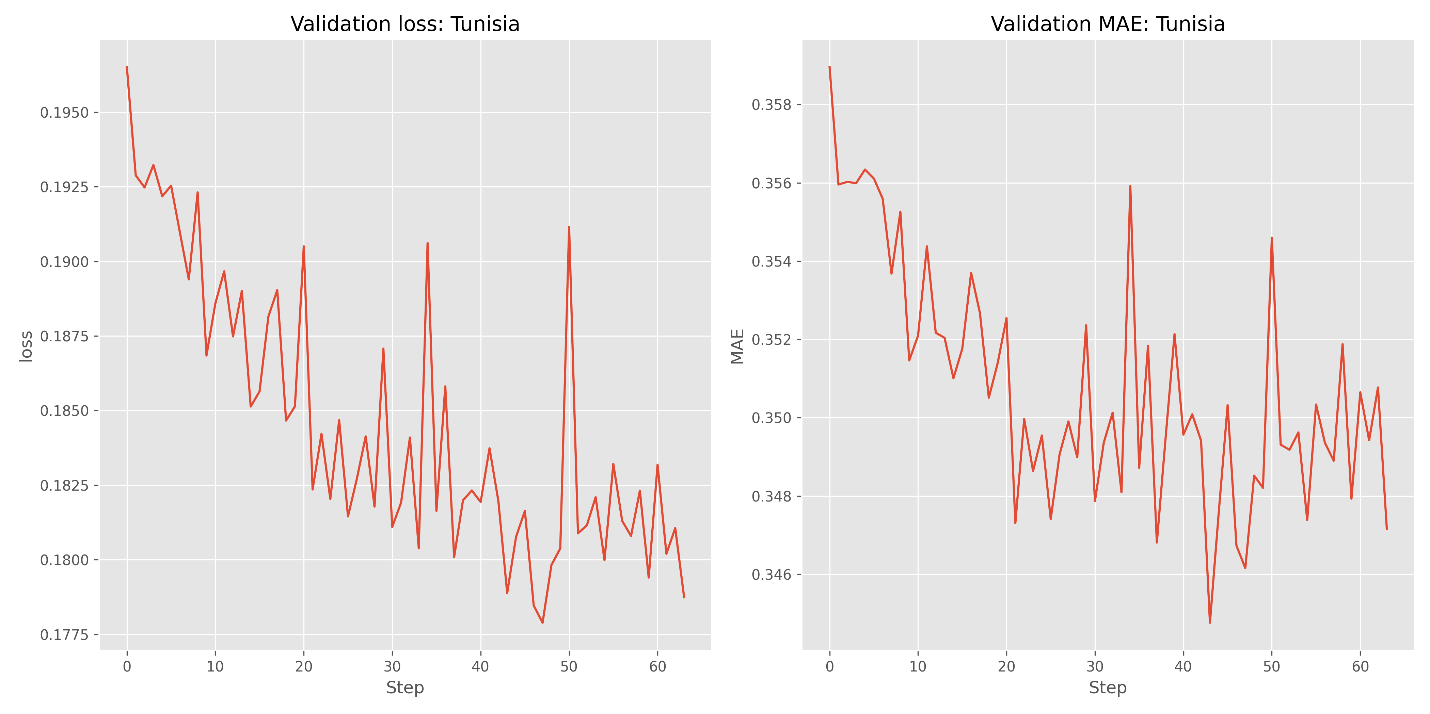 Validation loss: Tunisia
0.1950
0.1925
0.1900
0.1875
0.1850
0.1825
0.1800
0.1775
loss
0 10 20 30 40 50 60
Step
Validation MAE: Tunisia
0.358
0.356
0.354
0.352
0.350
0.348
0.346
MAE
0 10 20 30 40 50 60
Step